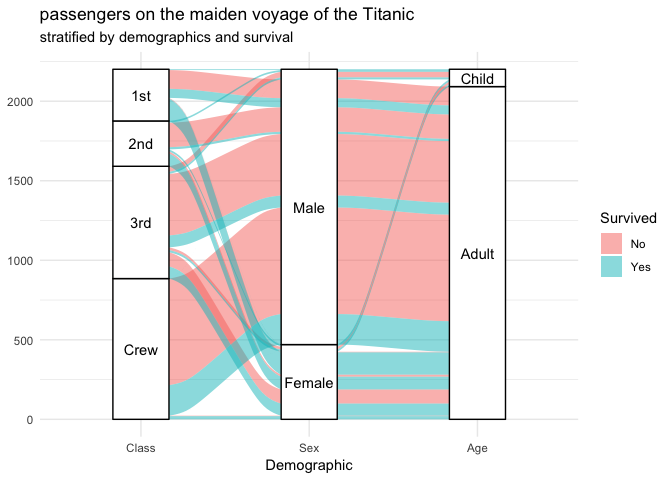 passengers on the maiden voyage of the Titanic
stratified by demographics and survival
2000
1500
1000
500
0
1st
2nd
3rd
Crew
Male
Female
Child
Adult
Class
Sex
Age
Demographic
Survived
No
Yes